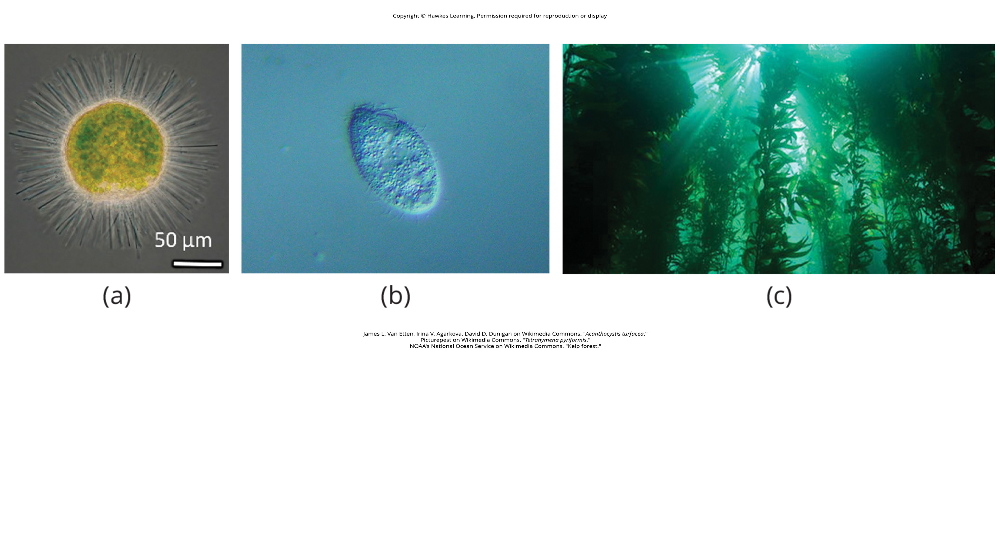 Copyright © Hawkes Learning. Permission required for reproduction or display
50 µm
(a)
(b)
(c)
James L. Van Etten, Irina V. Agarkova, David D. Dunigan on Wikimedia Commons. "Acanthocystis turfacea."
Picturepest on Wikimedia Commons. "Tetrahymena pyriformis."
NOAA's National Ocean Service on Wikimedia Commons. "Kelp forest."